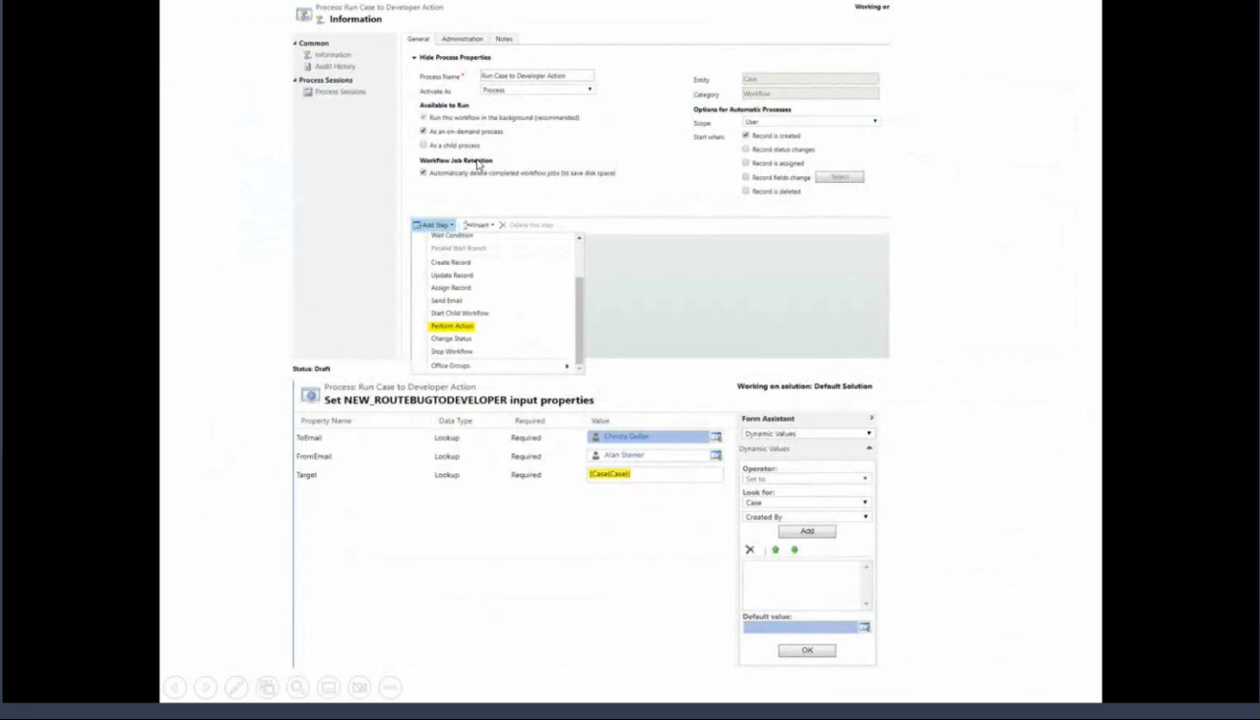 Process: Run Case to Developer Action
Information
Working or
Common
Information
Audit History
Process Sessions
Process Sessions
General Administration Notes
Hide Process Properties
Process Name * Run Case to Developer Action
Activate As Process
Available to Run
Run this workflow in the background (recommended)
As an on-demand process
As a child process
Workflow Job Retention
Automatically delete completed workflow jobs (to save disk space)
Entity Case
Category Workflow
Options for Automatic Processes
Scope User
Start when: Record is created
Record status changes
Record is assigned
Record fields change Select
Record is deleted
Add Step Insert Delete this step
Wait Condition
Parallel Wait Branch
Create Record
Update Record
Assign Record
Send Email
Start Child Workflow
Perform Action
Change Status
Stop Workflow
Office Groups
Status: Draft
Process: Run Case to Developer Action
Set NEW_ROUTEBUGTODEVELOPER input properties
Working on solution: Default Solution
Property Name Data Type Required Value
ToEmail Lookup Required Christa Geller
FromEmail Lookup Required Alan Steiner
Target Lookup Required {Case(Case)}
Form Assistant
Dynamic Values
Dynamic Values
Operator:
Set to
Look for:
Case
Created By
Add
Default value:
OK